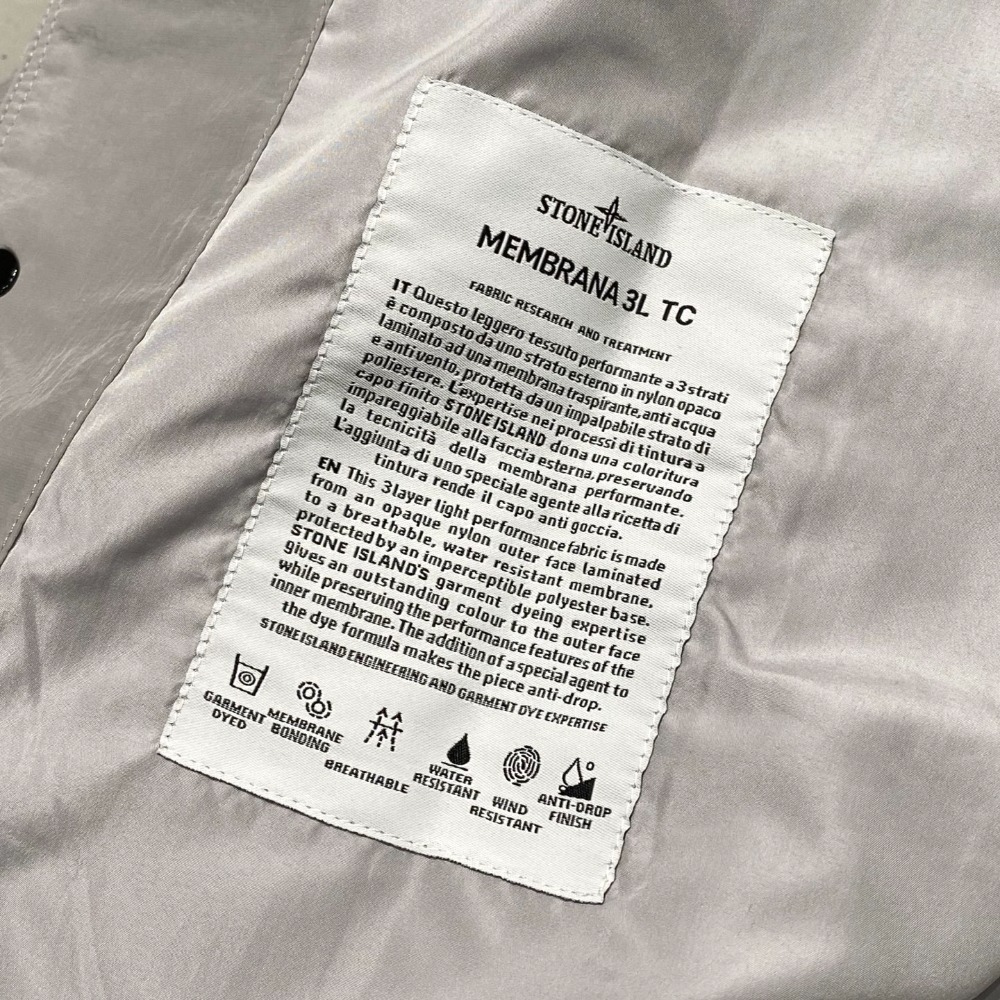 STONE ISLAND
MEMBRANA 3L TC
FABRIC RESEARCH AND TREATMENT
IT Questo leggero tessuto performante a 3 strati
è composto da uno strato esterno in nylon opaco
laminato ad una membrana traspirante, anti acqua
e anti vento, protetta da un impalpabile strato di
poliestere. L'expertise nei processi di tintura a
capo finito STONE ISLAND dona una coloritura
impareggiabile alla faccia esterna, preservando
la tecnicità della membrana performante.
L'aggiunta di uno speciale agente alla ricetta di
tintura rende il capo anti goccia.
EN This 3 layer light performance fabric is made
from an opaque nylon outer face laminated
to a breathable, water resistant membrane,
protected by an imperceptible polyester base.
STONE ISLAND'S garment dyeing expertise
gives an outstanding colour to the outer face
while preserving the performance features of the
inner membrane. The addition of a special agent to
the dye formula makes the piece anti-drop.
STONE ISLAND ENGINEERING AND GARMENT DYE EXPERTISE
GARMENT
DYED
MEMBRANE
BONDING
BREATHABLE
WATER
RESISTANT
WIND
RESISTANT
ANTI-DROP
FINISH